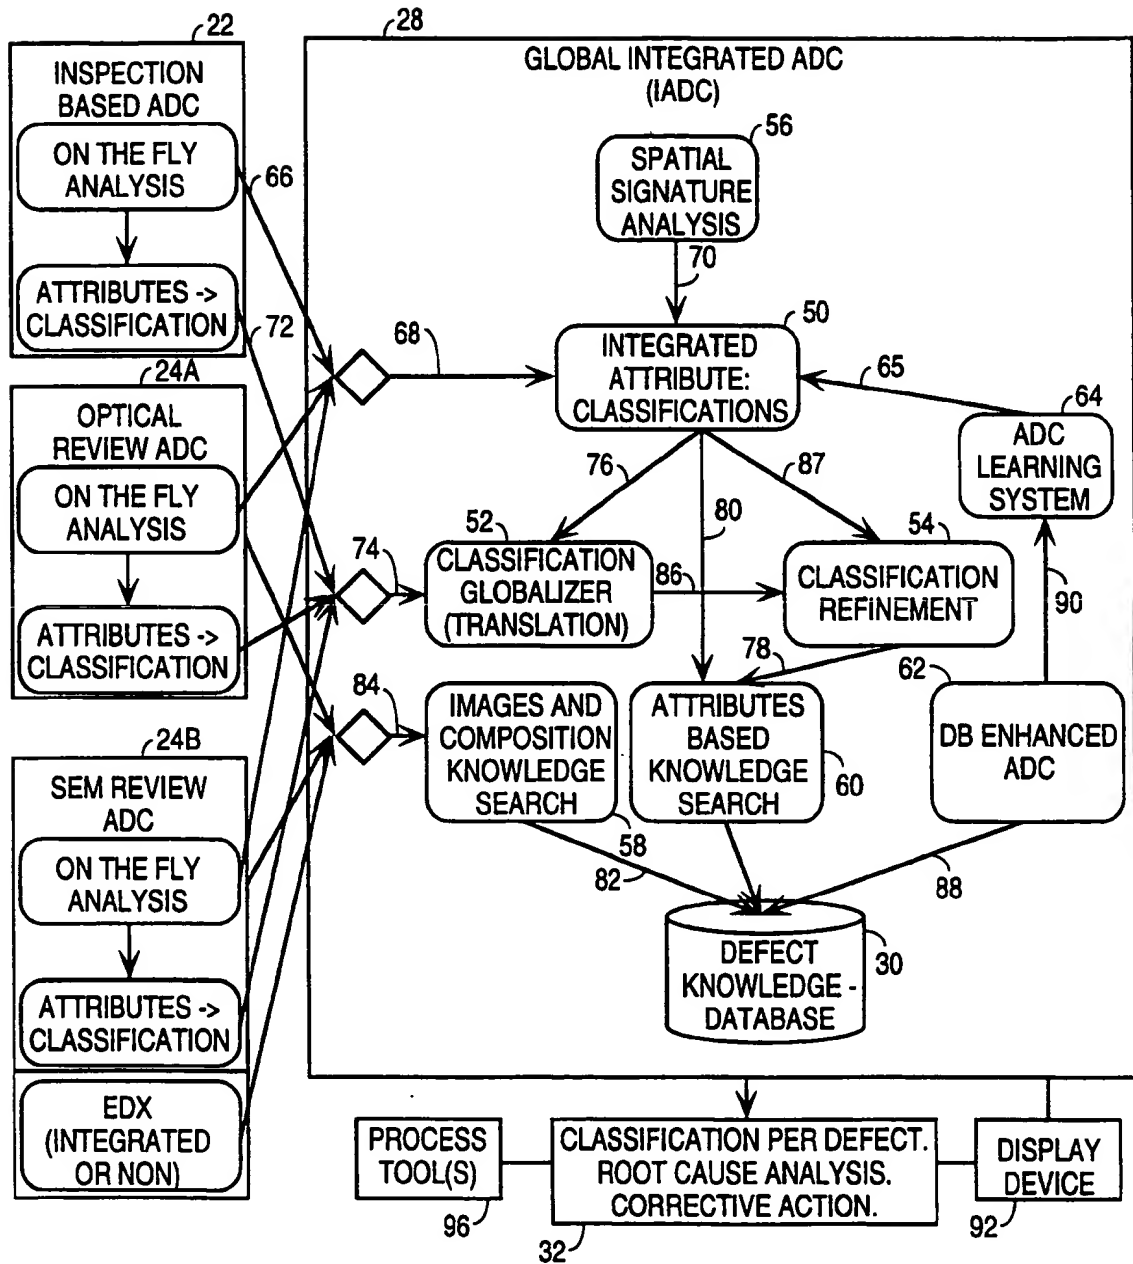 22
INSPECTION
BASED ADC
ON THE FLY
ANALYSIS
ATTRIBUTES ->
CLASSIFICATION
66
72
24A
OPTICAL
REVIEW ADC
ON THE FLY
ANALYSIS
ATTRIBUTES ->
CLASSIFICATION
24B
SEM REVIEW
ADC
ON THE FLY
ANALYSIS
ATTRIBUTES ->
CLASSIFICATION
EDX
(INTEGRATED
OR NON)
28
GLOBAL INTEGRATED ADC
(IADC)
56
SPATIAL
SIGNATURE
ANALYSIS
70
68
50
INTEGRATED
ATTRIBUTE:
CLASSIFICATIONS
65
64
ADC
LEARNING
SYSTEM
76
80
87
52
74
CLASSIFICATION
GLOBALIZER
(TRANSLATION)
86
54
CLASSIFICATION
REFINEMENT
90
78
84
IMAGES AND
COMPOSITION
KNOWLEDGE
SEARCH
58
ATTRIBUTES
BASED
KNOWLEDGE
SEARCH
60
62
DB ENHANCED
ADC
82
88
DEFECT
KNOWLEDGE -
DATABASE
30
PROCESS
TOOL(S)
96
CLASSIFICATION PER DEFECT.
ROOT CAUSE ANALYSIS.
CORRECTIVE ACTION.
32
DISPLAY
DEVICE
92